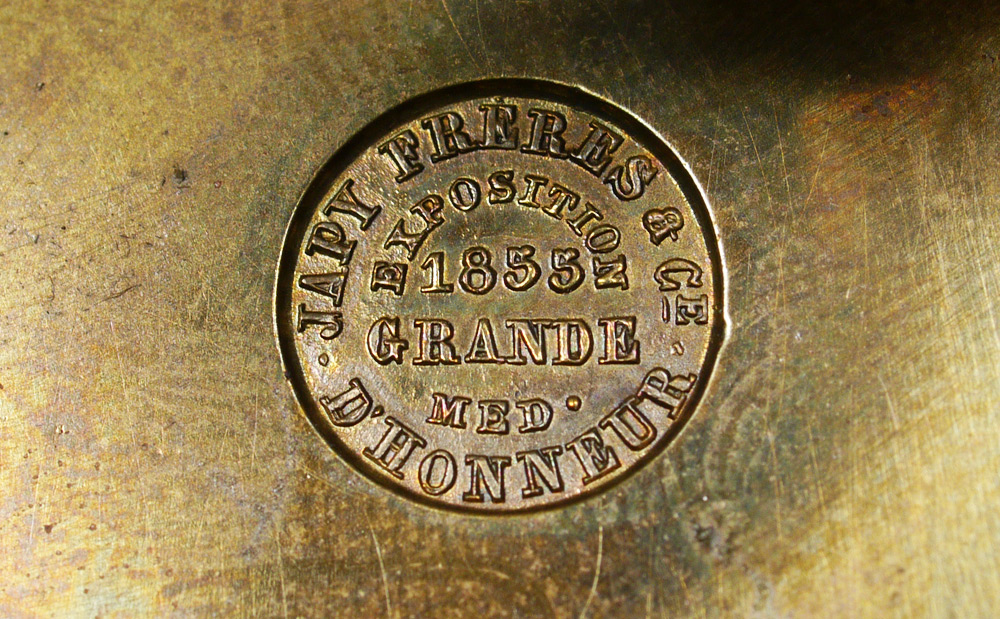 JAPY FRÈRES & CIE
EXPOSITION
1855
GRANDE
MED.
D'HONNEUR